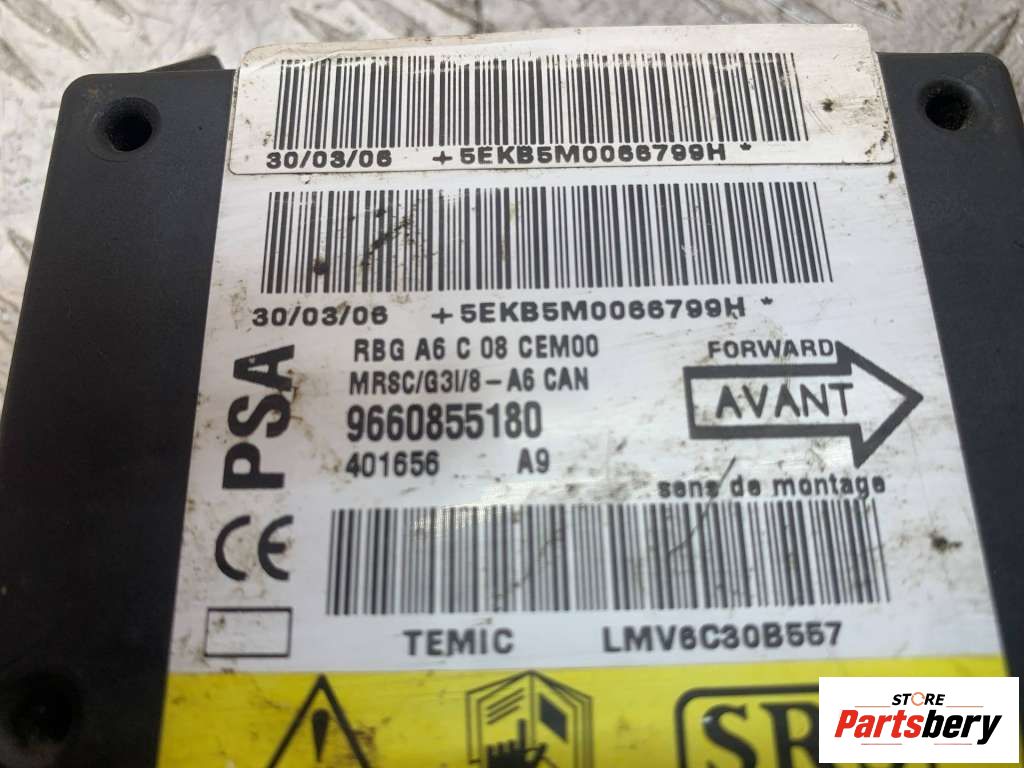 30/03/06 +5EKB5M0066799H *
30/03/06 +5EKB5M0066799H *
PSA
RBG A6 C 08 CEM00
MRSC/G3I/8-A6 CAN
9660855180
401656 A9
FORWARD
AVANT
sens de montage
CE
TEMIC LMV6C30B557
STORE
Partsbery